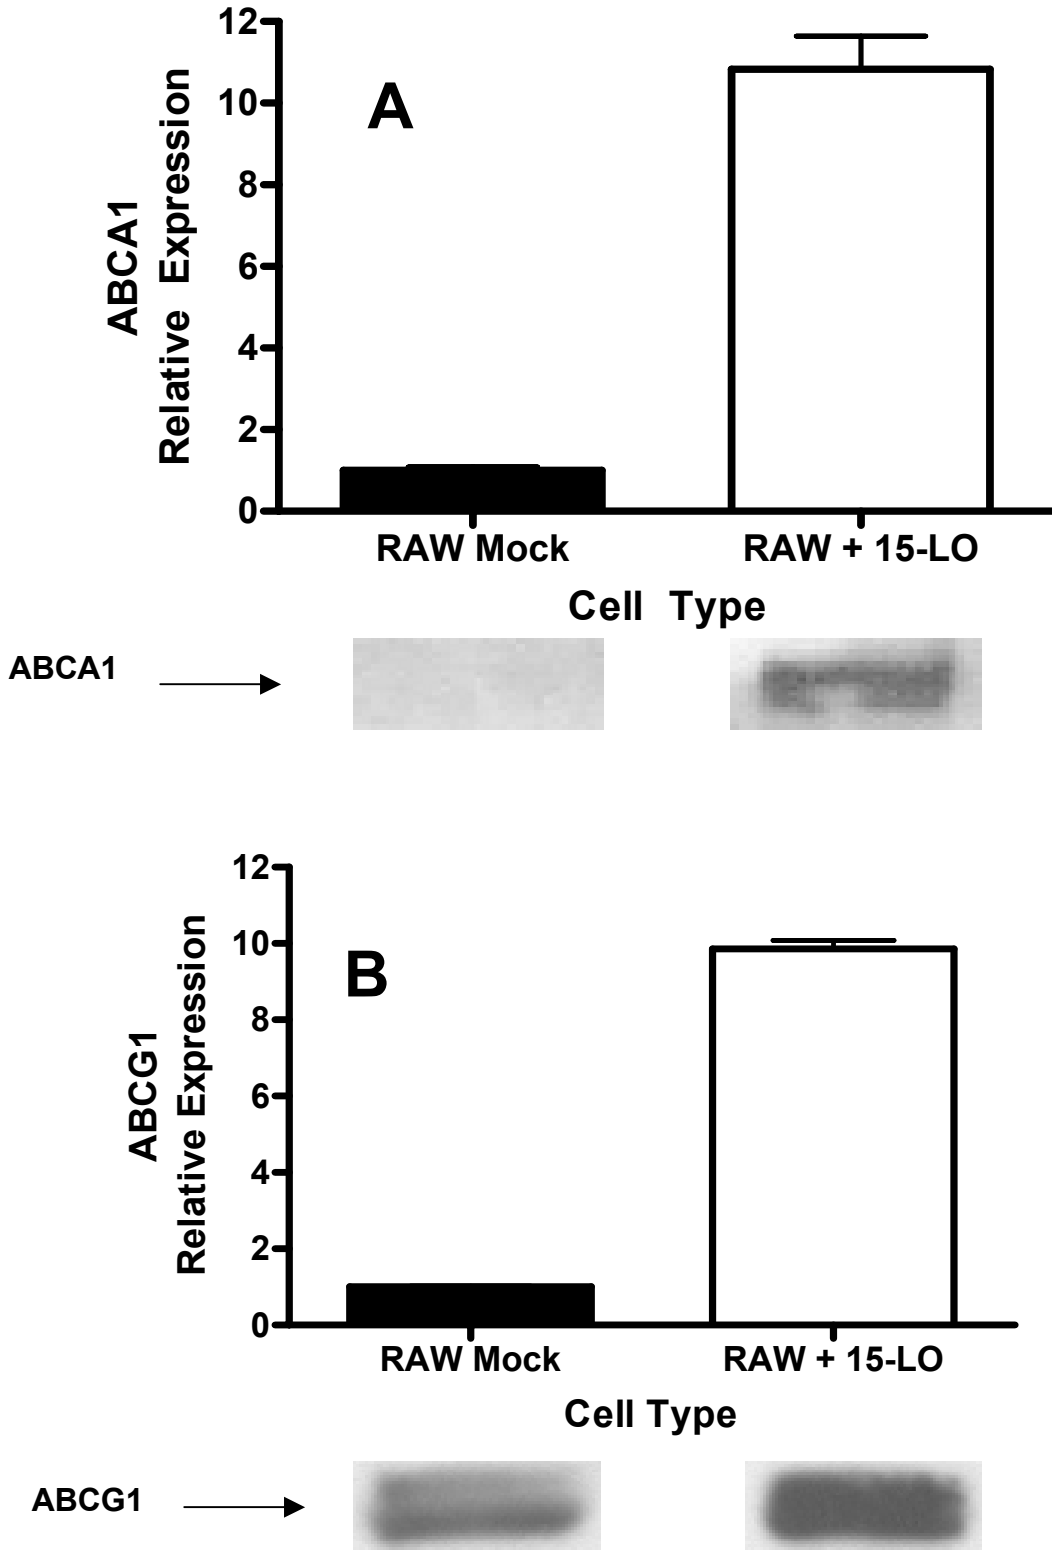 12
A
10
8
6
4
2
0
ABCA1
Relative Expression
RAW Mock
RAW + 15-LO
Cell Type
ABCA1
12
B
10
8
6
4
2
0
ABCG1
Relative Expression
RAW Mock
RAW + 15-LO
Cell Type
ABCG1